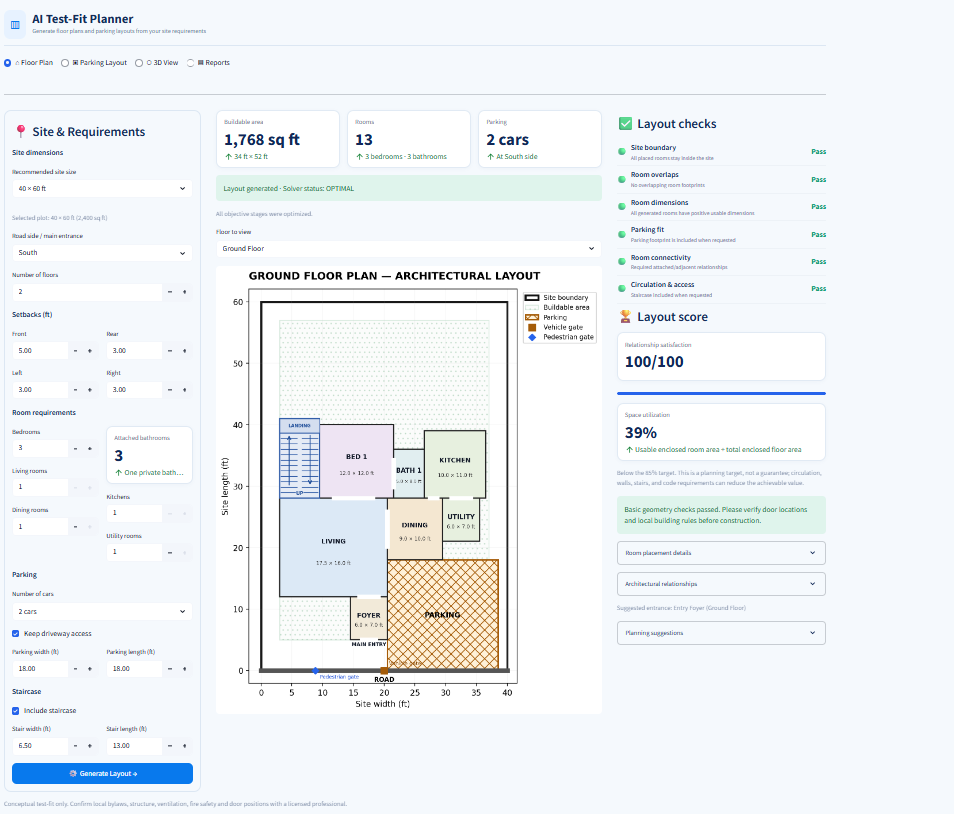 AI Test-Fit Planner
Generate floor plans and parking layouts from your site requirements
Floor Plan
Parking Layout
3D View
Reports
Site & Requirements
Site dimensions
Recommended site size
40 × 60 ft
Selected plot: 40 × 60 ft (2,400 sq ft)
Road side / main entrance
South
Number of floors
2
Setbacks (ft)
Front
Rear
5.00
3.00
Left
Right
3.00
3.00
Room requirements
Bedrooms
3
Attached bathrooms
3
↑ One private bath...
Living rooms
1
Kitchens
1
Dining rooms
1
Utility rooms
1
Parking
Number of cars
2 cars
Keep driveway access
Parking width (ft)
Parking length (ft)
18.00
18.00
Staircase
Include staircase
Stair width (ft)
Stair length (ft)
6.50
13.00
Generate Layout →
Buildable area
1,768 sq ft
↑ 34 ft × 52 ft
Rooms
13
↑ 3 bedrooms · 3 bathrooms
Parking
2 cars
↑ At South side
Layout generated · Solver status: OPTIMAL
All objective stages were optimized.
Floor to view
Ground Floor
GROUND FLOOR PLAN — ARCHITECTURAL LAYOUT
Site boundary
Buildable area
Parking
Vehicle gate
Pedestrian gate
Site length (ft)
60
50
40
30
20
10
0
LANDING
UP
BED 1
12.0 × 12.0 ft
BATH 1
KITCHEN
10.0 × 11.0 ft
LIVING
17.5 × 16.0 ft
DINING
9.0 × 10.0 ft
UTILITY
6.0 × 7.0 ft
FOYER
6.0 × 7.0 ft
PARKING
MAIN ENTRY
Pedestrian gate
ROAD
0 5 10 15 20 25 30 35 40
Site width (ft)
Layout checks
Site boundary
All placed rooms stay inside the site
Pass
Room overlaps
No overlapping room footprints
Pass
Room dimensions
All generated rooms have positive usable dimensions
Pass
Parking fit
Parking footprint is included when requested
Pass
Room connectivity
Required attached/adjacent relationships
Pass
Circulation & access
Staircase included when requested
Pass
Layout score
Relationship satisfaction
100/100
Space utilization
39%
↑ Usable enclosed room area ÷ total enclosed floor area
Below the 85% target. This is a planning target, not a guarantee; circulation,
walls, stairs, and code requirements can reduce the achievable value.
Basic geometry checks passed. Please verify door locations
and local building rules before construction.
Room placement details
Architectural relationships
Suggested entrance: Entry Foyer (Ground Floor)
Planning suggestions
Conceptual test-fit only. Confirm local bylaws, structure, ventilation, fire safety and door positions with a licensed professional.